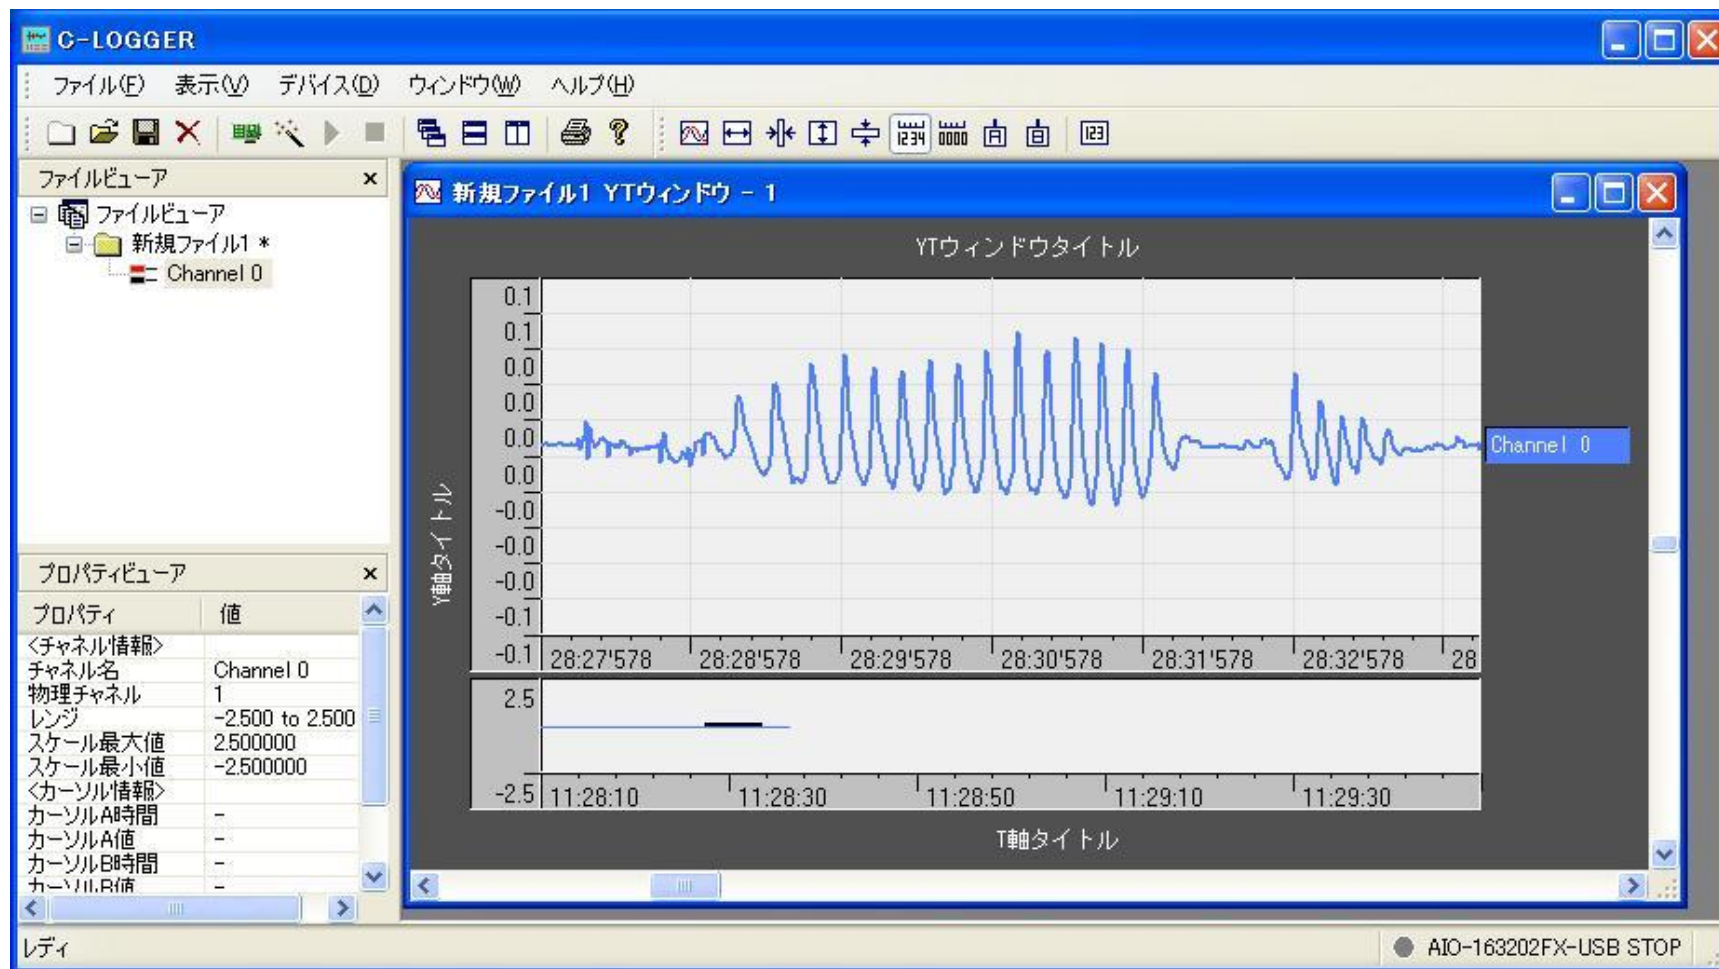 C-LOGGER
ファイル(F) 表示(V) デバイス(D) ウィンドウ(W) ヘルプ(H)
ファイルビューア
ファイルビューア
新規ファイル1 *
Channel 0
プロパティビューア
プロパティ 値
<チャネル情報>
チャネル名 Channel 0
物理チャネル 1
レンジ -2.500 to 2.500
スケール最大値 2.500000
スケール最小値 -2.500000
<カーソル情報>
カーソルA時間 -
カーソルA値 -
カーソルB時間 -
カーソルB値 -
新規ファイル1 YTウィンドウ - 1
YTウィンドウタイトル
Y軸タイトル
0.1
0.1
0.0
0.0
0.0
0.0
-0.0
-0.0
-0.0
-0.1
-0.1
28:27'578 28:28'578 28:29'578 28:30'578 28:31'578 28:32'578 28
Channel 0
2.5
-2.5
11:28:10 11:28:30 11:28:50 11:29:10 11:29:30
T軸タイトル
レディ
AIO-163202FX-USB STOP